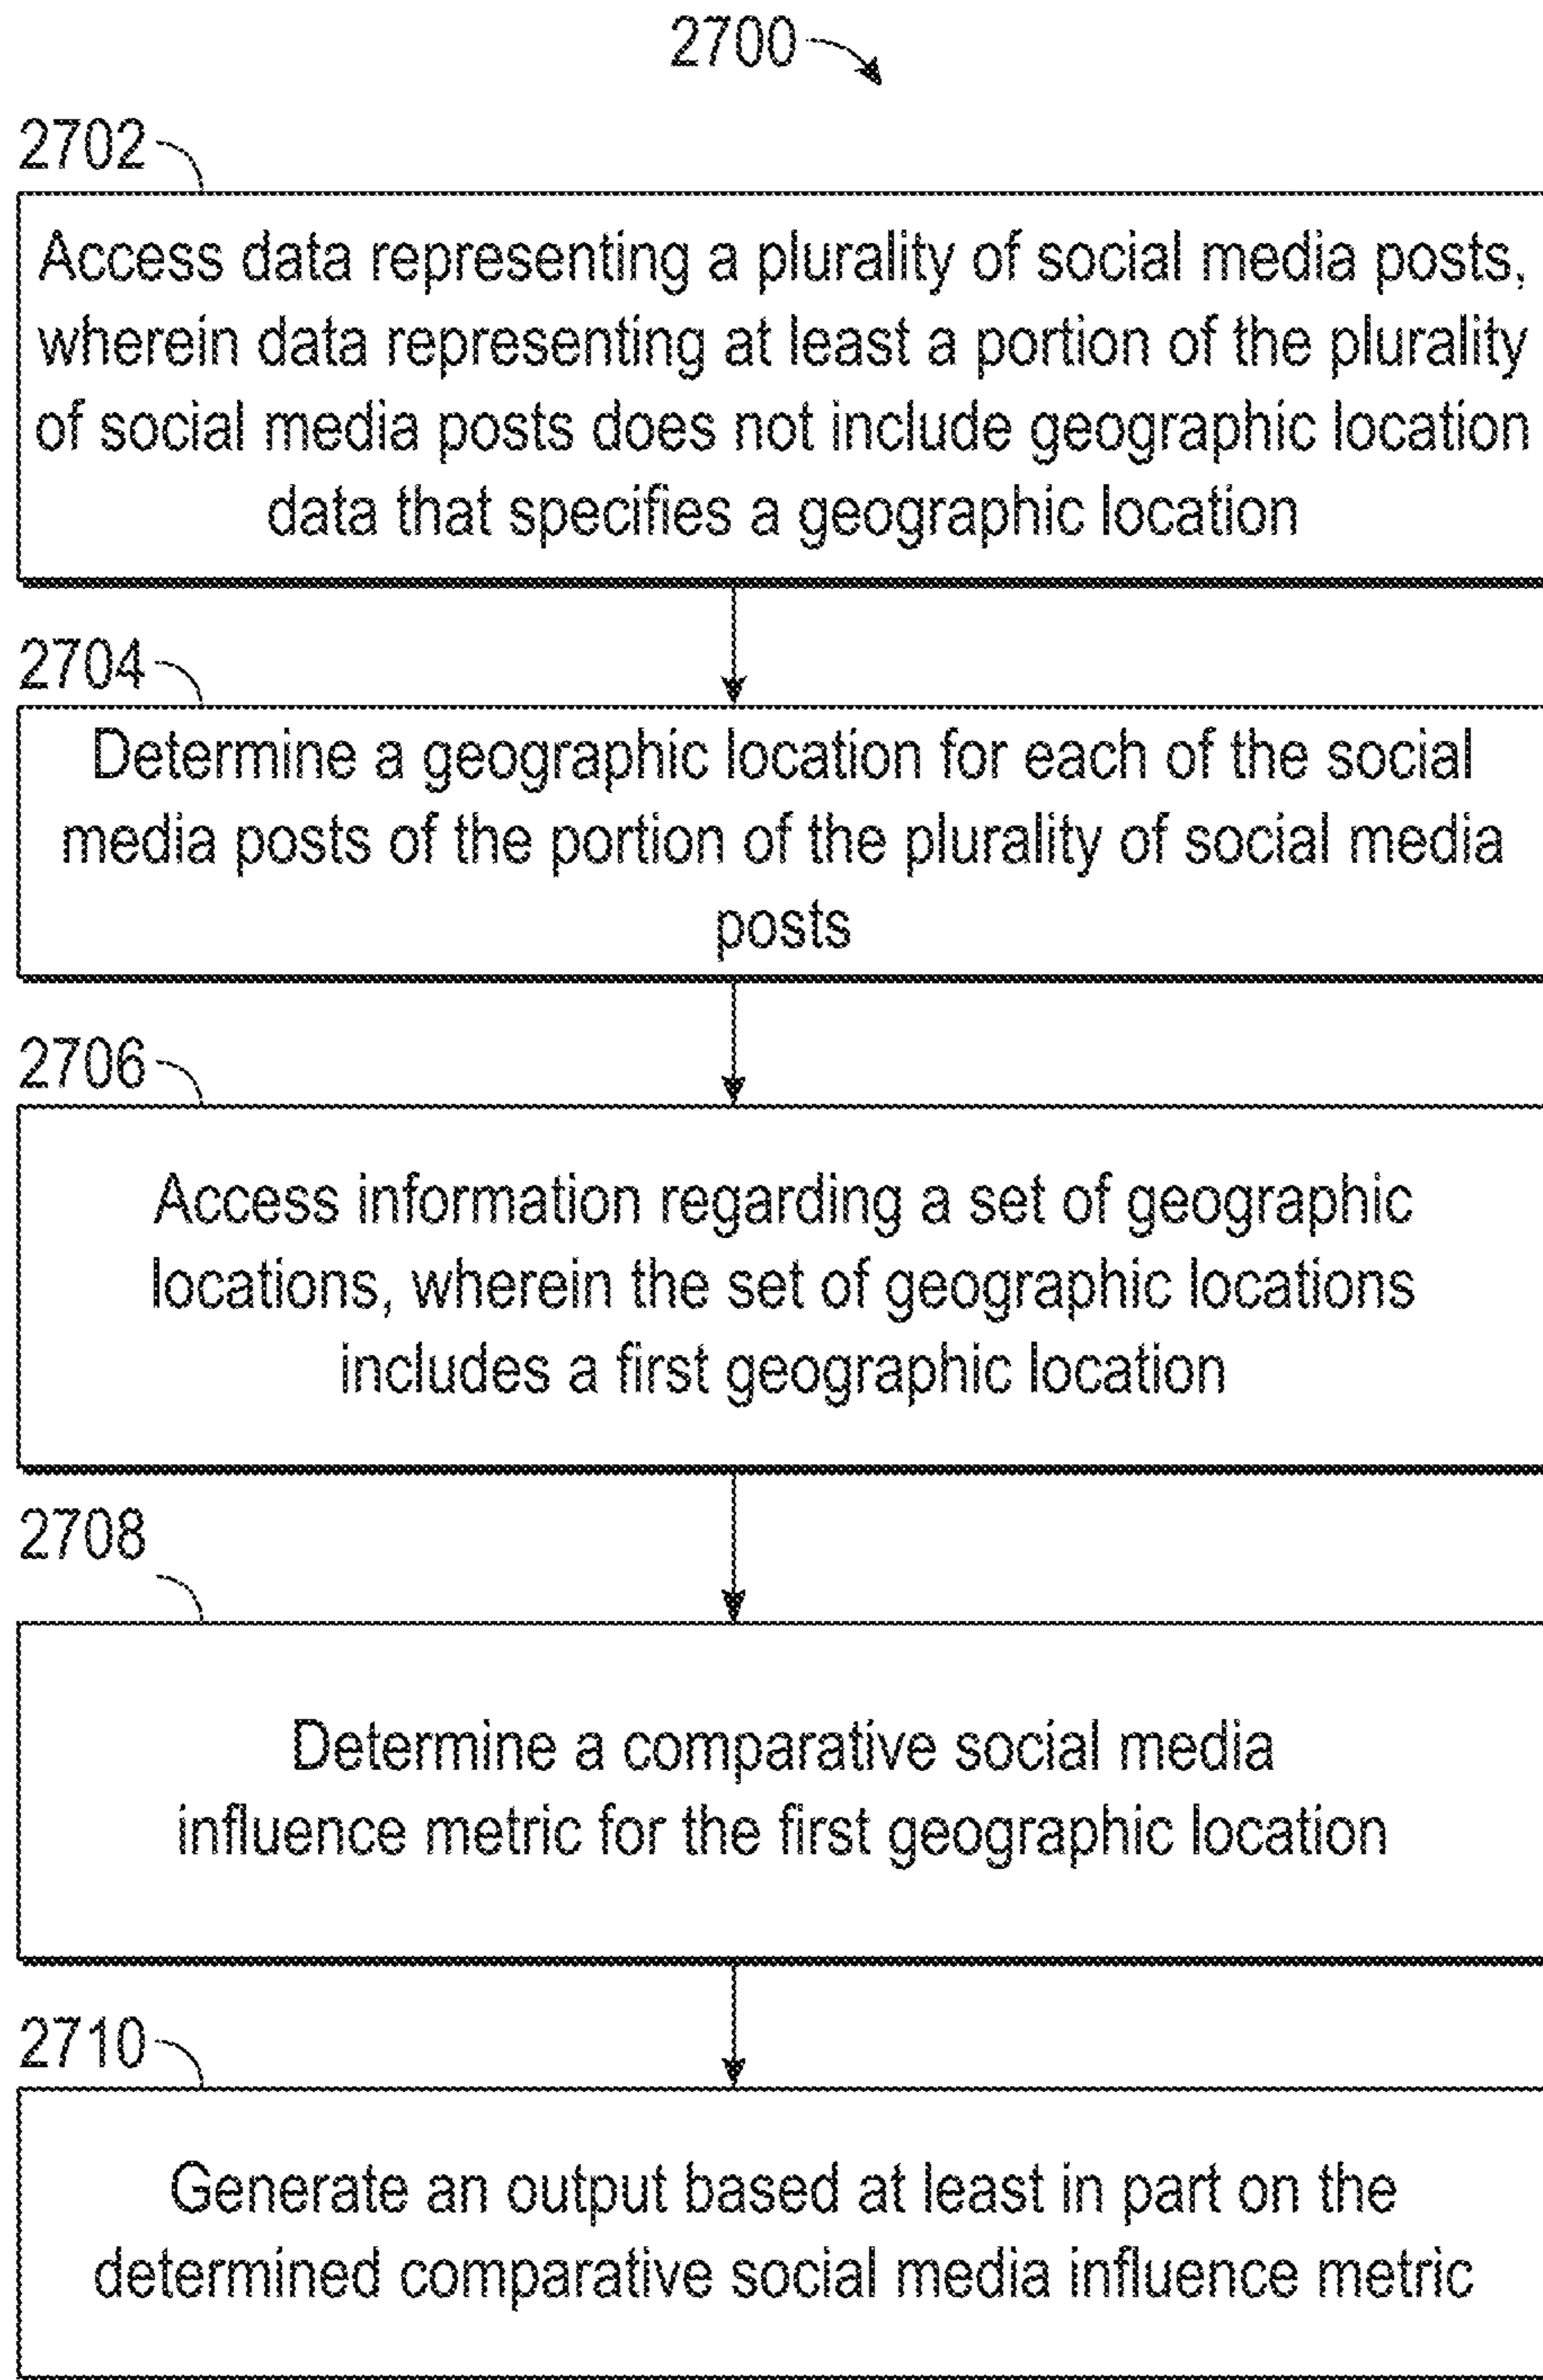 2700
2702
Access data representing a plurality of social media posts,
wherein data representing at least a portion of the plurality
of social media posts does not include geographic location
data that specifies a geographic location
2704
Determine a geographic location for each of the social
media posts of the portion of the plurality of social media
posts
2706
Access information regarding a set of geographic
locations, wherein the set of geographic locations
includes a first geographic location
2708
Determine a comparative social media
influence metric for the first geographic location
2710
Generate an output based at least in part on the
determined comparative social media influence metric